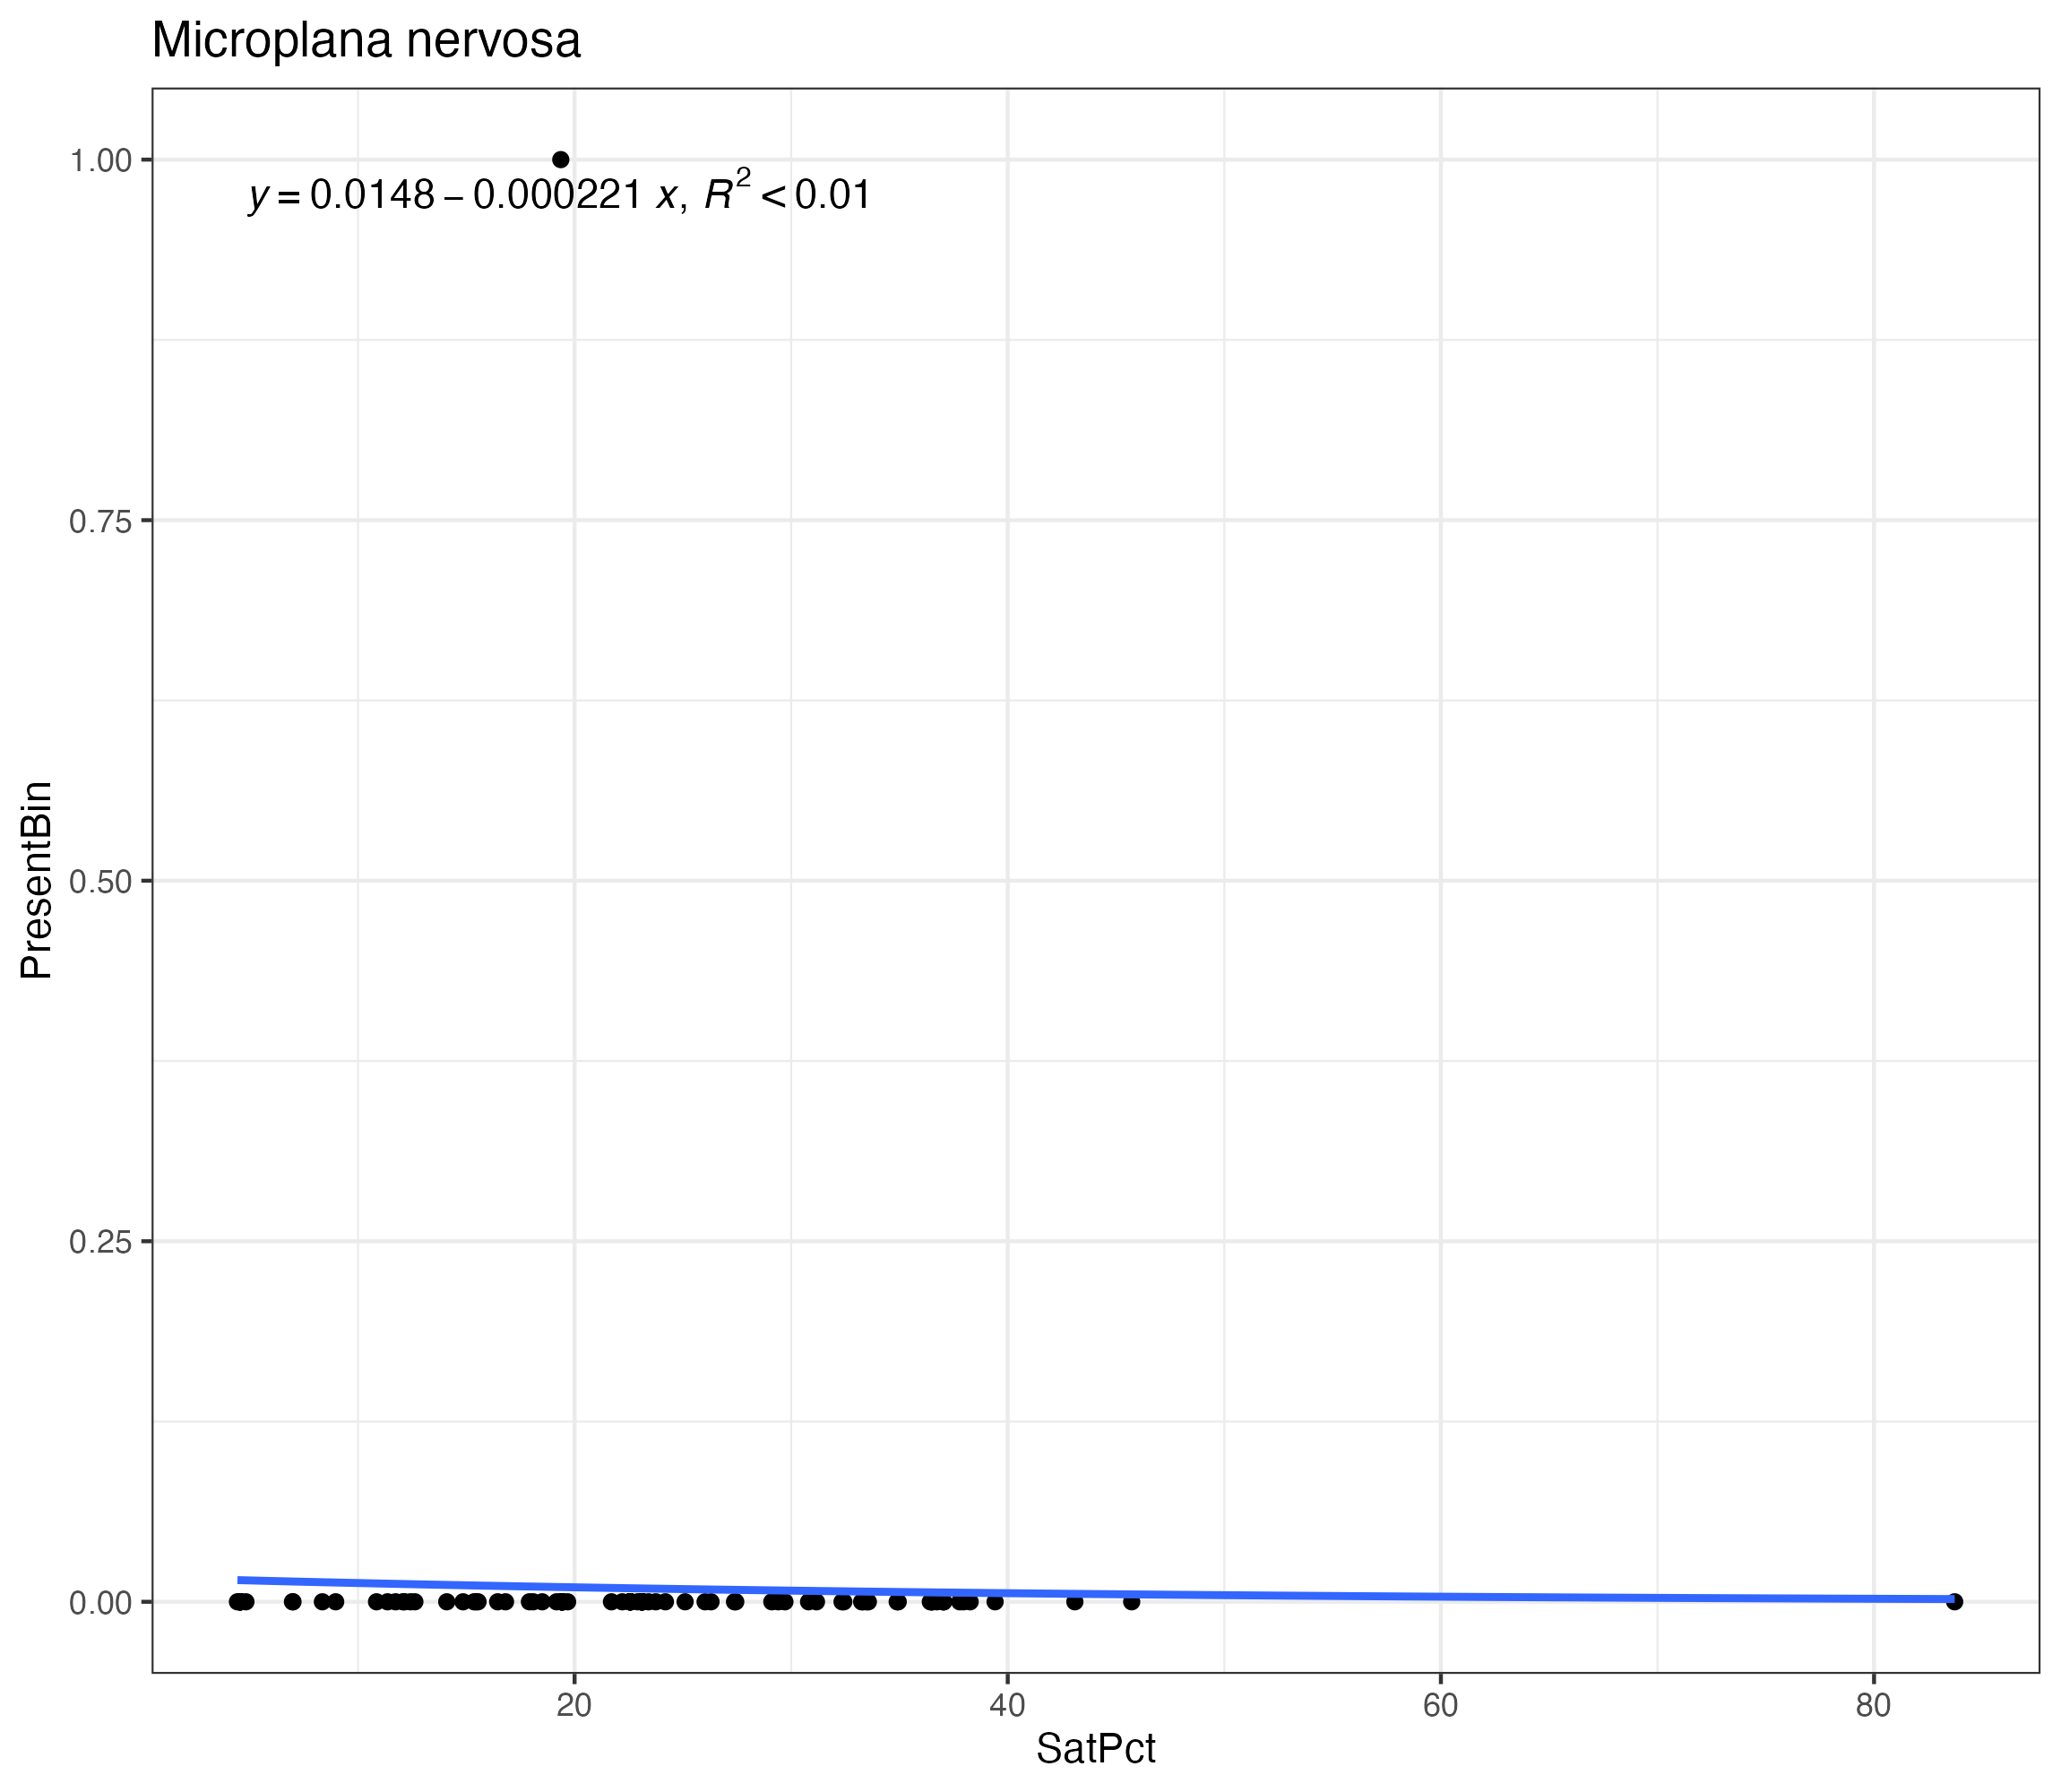 Microplana nervosa
1.00
y = 0.0148 − 0.000221 x, R² < 0.01
0.75
PresentBin
0.50
0.25
0.00
20 40 60 80
SatPct